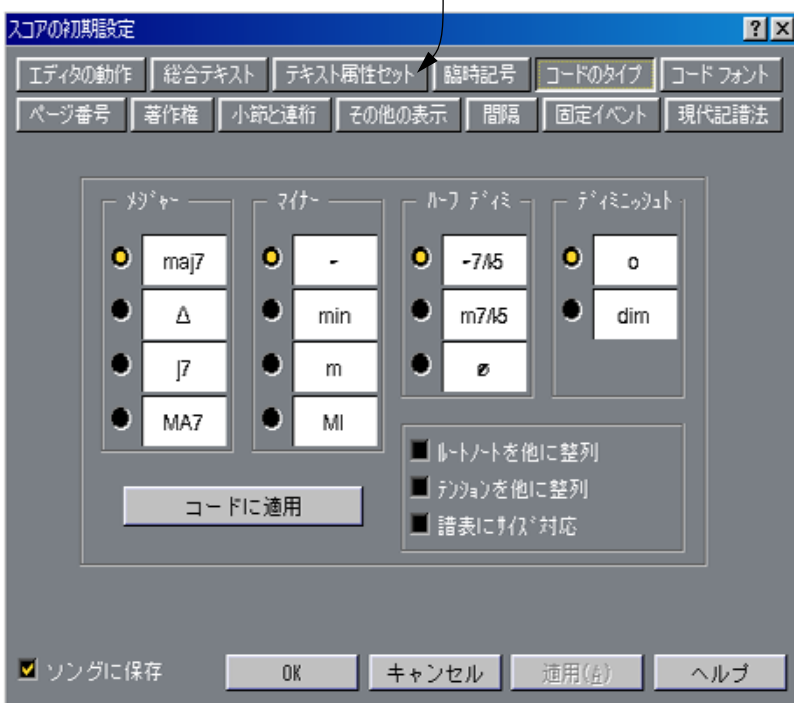 スコアの初期設定
エディタの動作 総合テキスト テキスト属性セット 臨時記号 コードのタイプ コード フォント
ページ番号 著作権 小節と連桁 その他の表示 間隔 固定イベント 現代記譜法
メジャー マイナー ハーフ ディミ ディミニッシュト
maj7 - -7/♭5 o
Δ min m7/♭5 dim
j7 m ø
MA7 MI
ルートノートを他に整列
テンションを他に整列
譜表にサイズ対応
コードに適用
ソングに保存 OK キャンセル 適用(A) ヘルプ